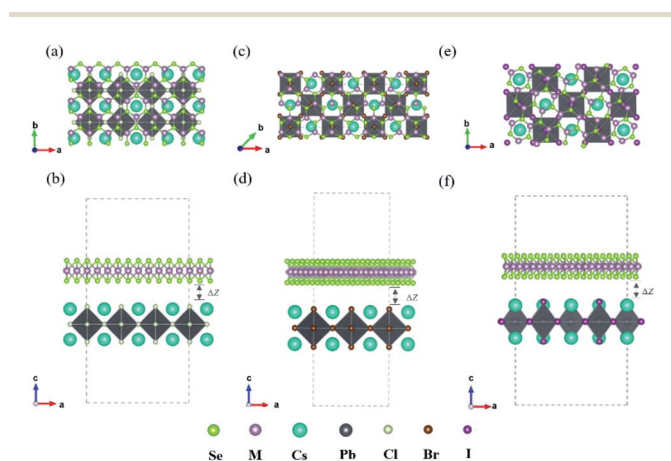 (a) (c) (e)
b b b
a a a
(b) (d) (f)
ΔZ ΔZ ΔZ
c c c
a a a
Se M Cs Pb Cl Br I